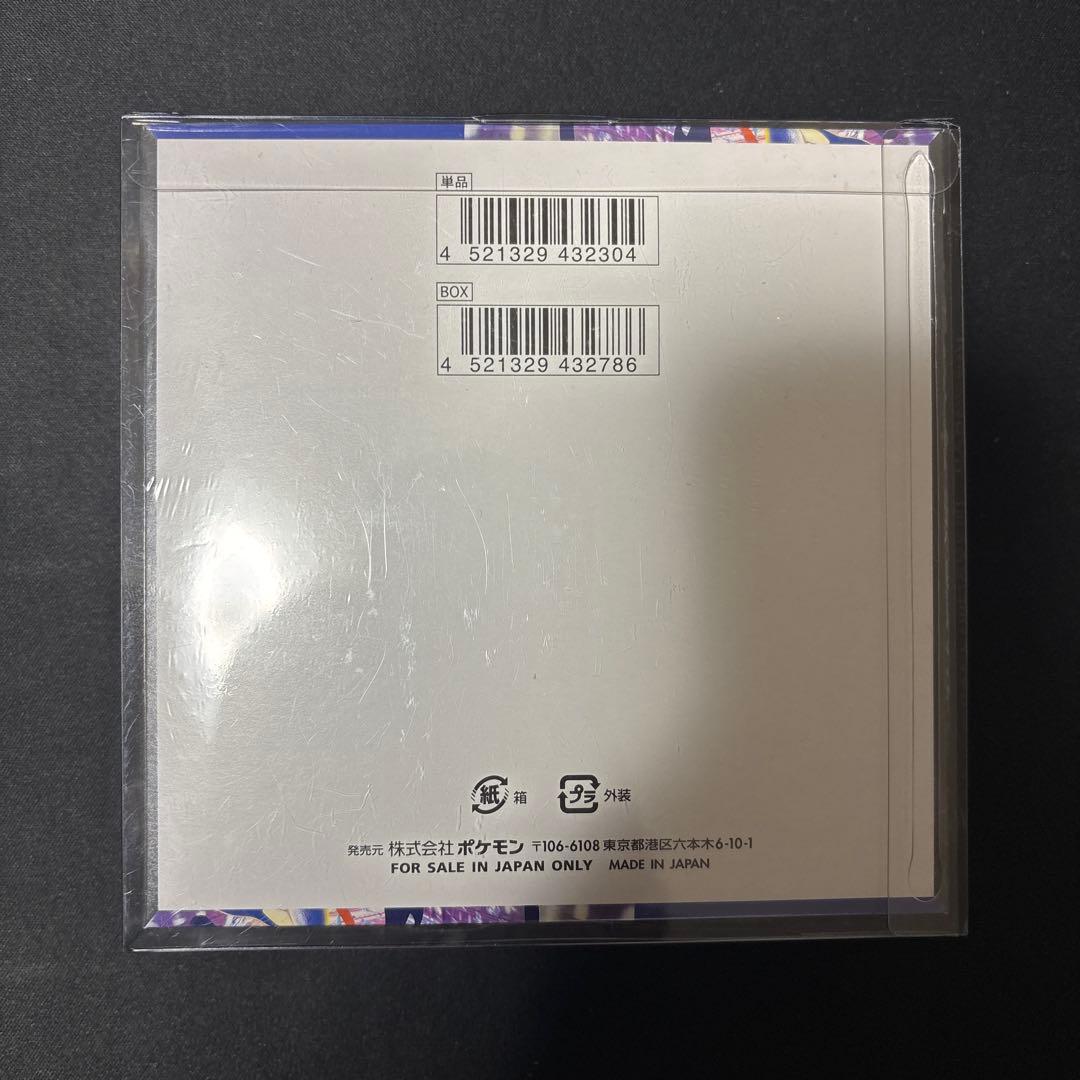 単品
4 521329 432304
BOX
4 521329 432786
紙 箱 プラ 外装
発売元 株式会社 ポケモン 〒106-6108 東京都港区六本木6-10-1
FOR SALE IN JAPAN ONLY MADE IN JAPAN